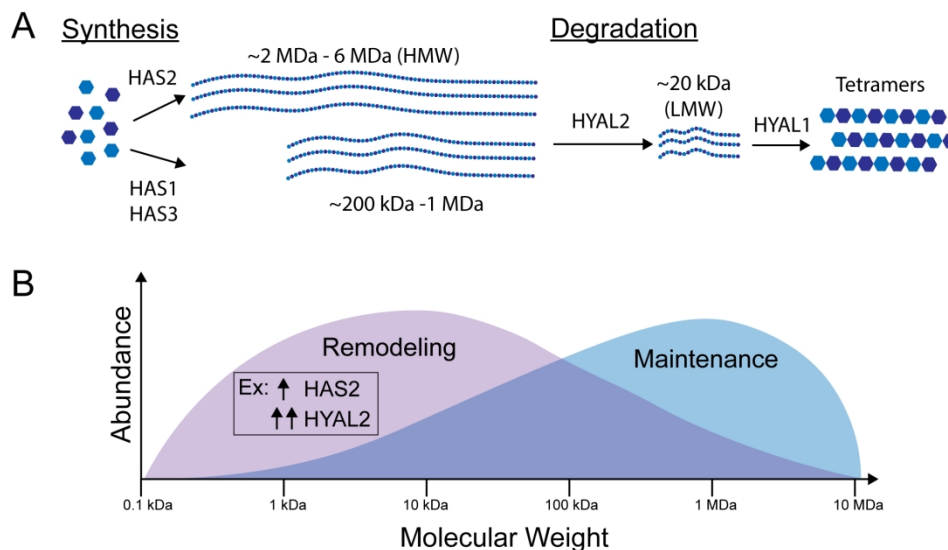 A
Synthesis
Degradation
HAS2
~2 MDa - 6 MDa (HMW)
HAS1
HAS3
~200 kDa -1 MDa
HYAL2
~20 kDa
(LMW)
HYAL1
Tetramers
B
Abundance
Remodeling
Maintenance
Ex: ↑ HAS2
↑↑ HYAL2
0.1 kDa
1 kDa
10 kDa
100 kDa
1 MDa
10 MDa
Molecular Weight